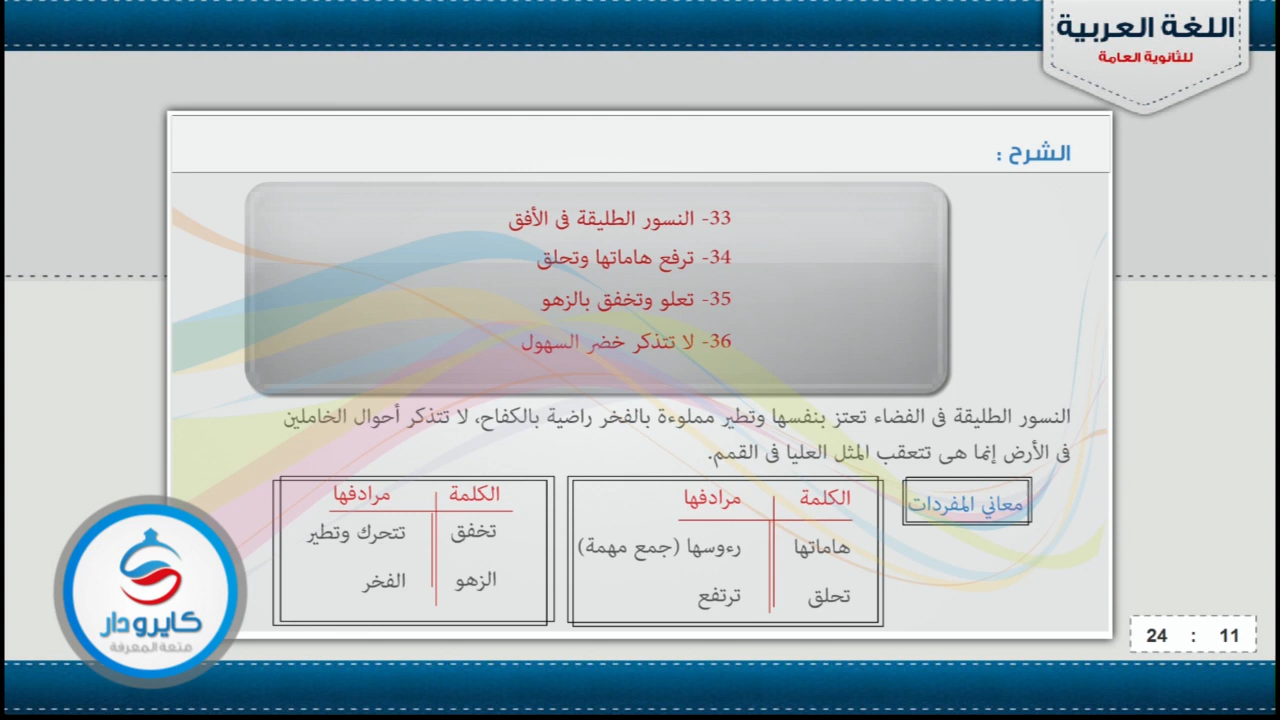 اللغة العربية
للثانوية العامة
الشرح :
33- النسور الطليقة فى الأفق
34- ترفع هاماتها وتحلق
35- تعلو وتخفق بالزهو
36- لا تتذكر خضر السهول
النسور الطليقة فى الفضاء تعتز بنفسها وتطير مملوءة بالفخر راضية بالكفاح، لا تتذكر أحوال الخاملين
فى الأرض إنما هى تتعقب المثل العليا فى القمم.
معاني المفردات
الكلمة مرادفها
هاماتها رءوسها (جمع مهمة)
تحلق ترتفع
الكلمة مرادفها
تخفق تتحرك وتطير
الزهو الفخر
كايرودار
متعة المعرفة
24 : 11